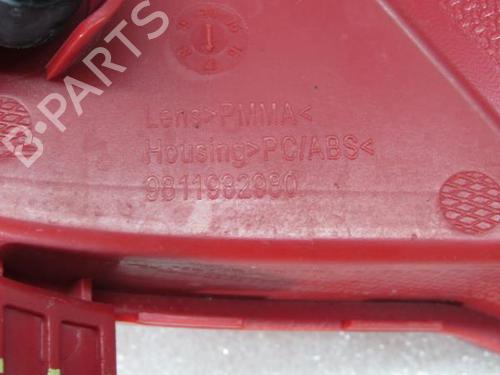 Lens>PMMA<
Housing>PC/ABS<
9811982980
B-PARTS